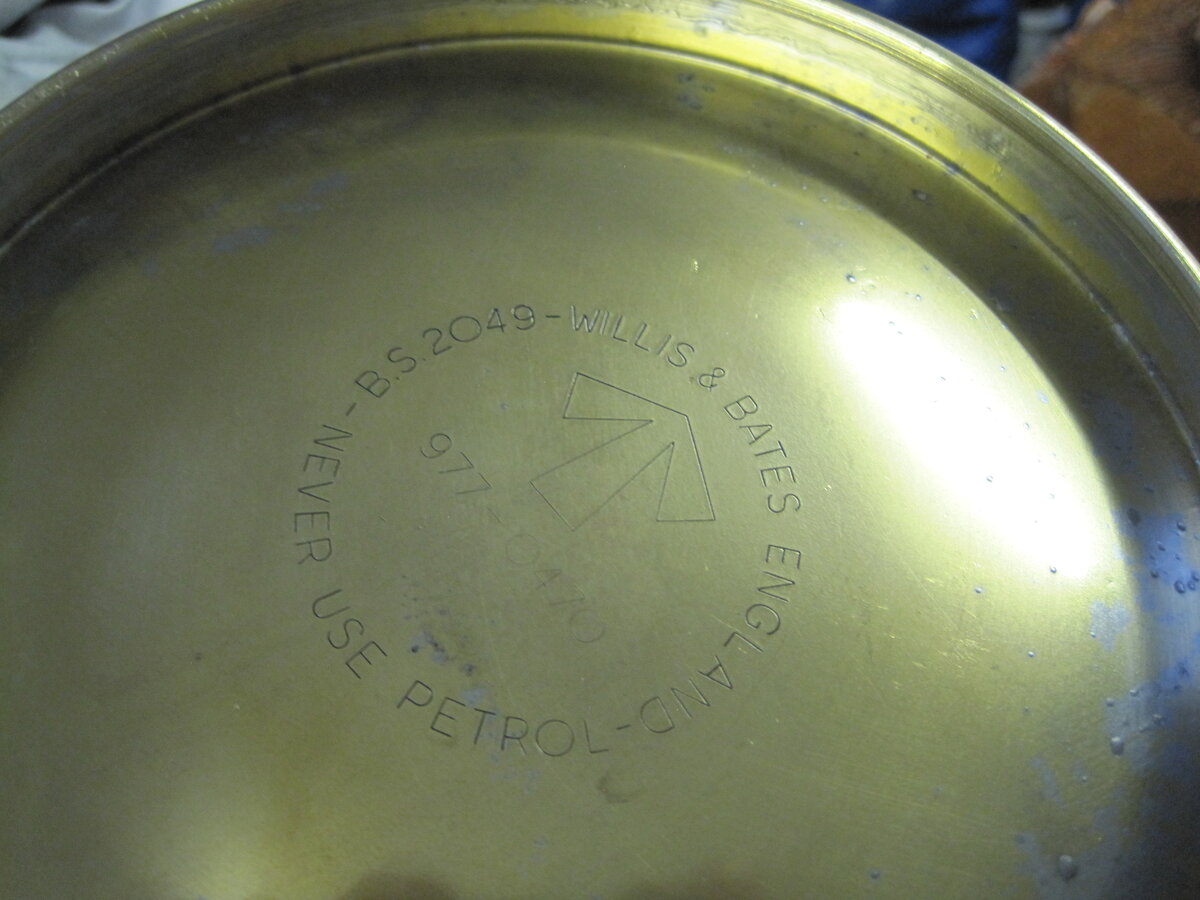 B.S.2049-WILLIS & BATES ENGLAND-NEVER USE PETROL-
977